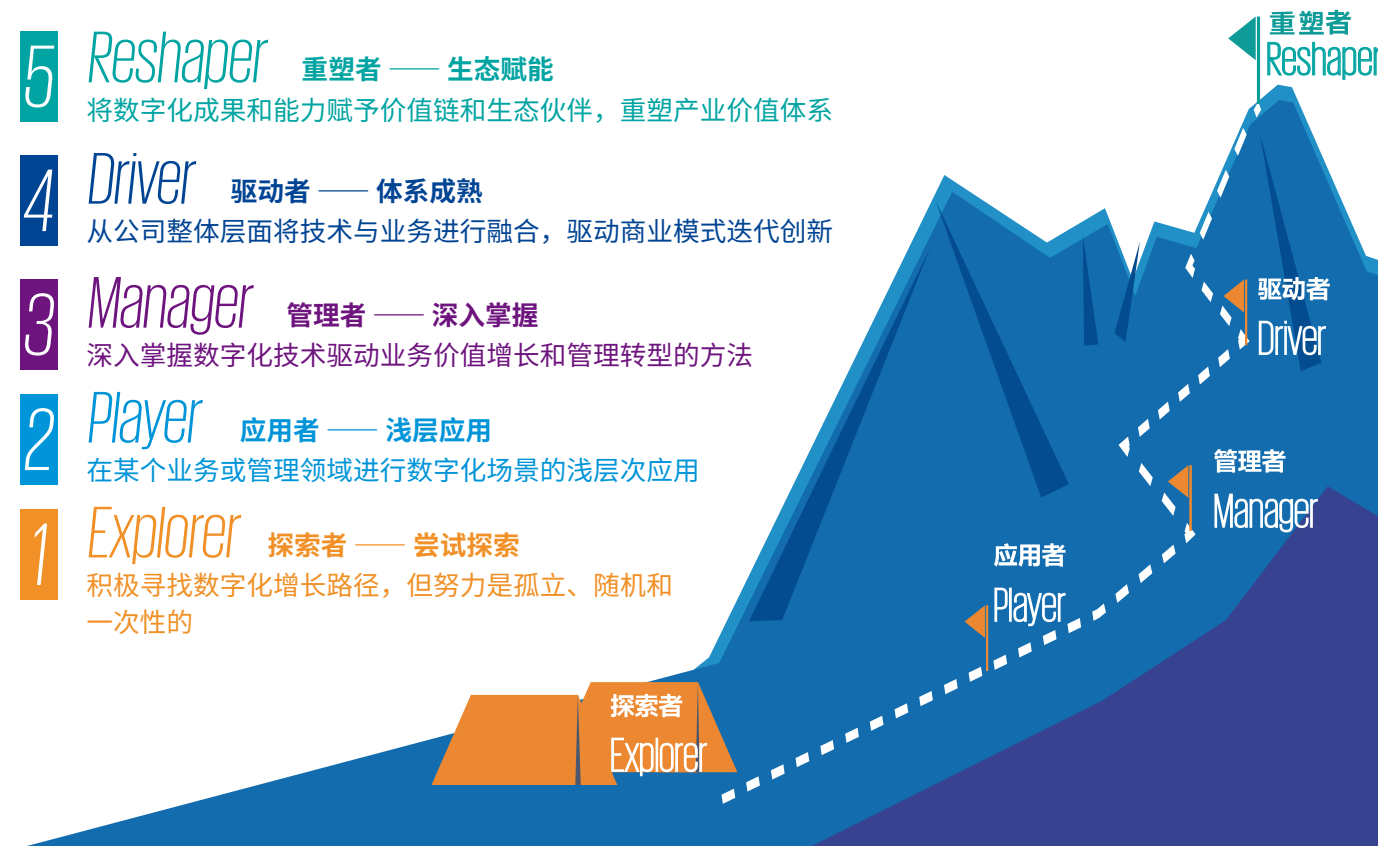 5
Reshaper 重塑者 —— 生态赋能
将数字化成果和能力赋予价值链和生态伙伴，重塑产业价值体系
4
Driver 驱动者 —— 体系成熟
从公司整体层面将技术与业务进行融合，驱动商业模式迭代创新
3
Manager 管理者 —— 深入掌握
深入掌握数字化技术驱动业务价值增长和管理转型的方法
2
Player 应用者 —— 浅层应用
在某个业务或管理领域进行数字化场景的浅层次应用
1
Explorer 探索者 —— 尝试探索
积极寻找数字化增长路径，但努力是孤立、随机和
一次性的
重塑者
Reshaper
驱动者
Driver
管理者
Manager
应用者
Player
探索者
Explorer